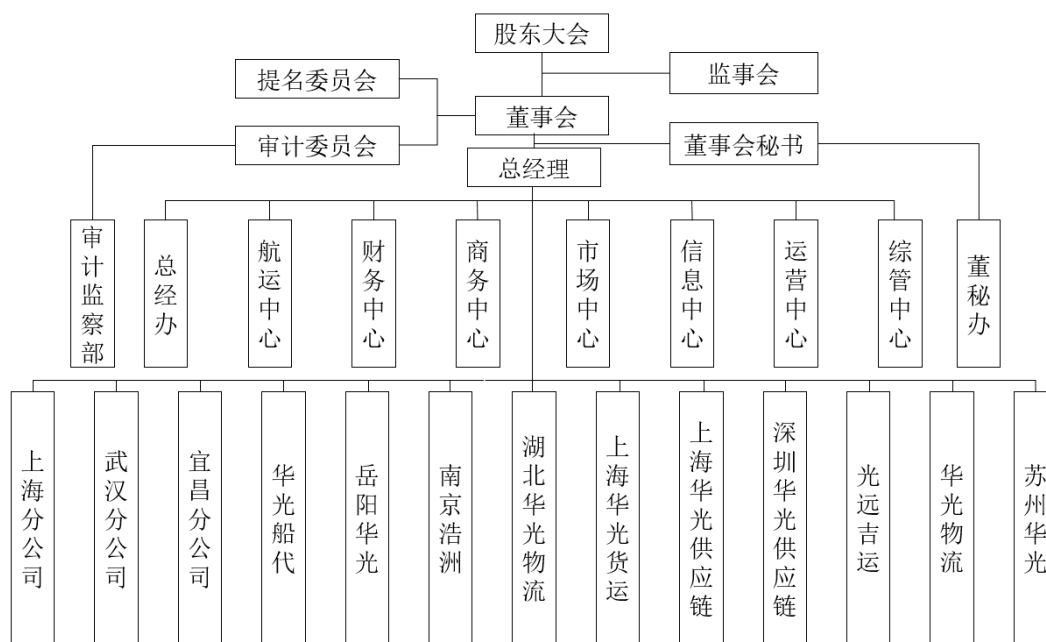 股东大会
提名委员会
监事会
董事会
审计委员会
董事会秘书
总经理
审计监察部
总经办
航运中心
财务中心
商务中心
市场中心
信息中心
运营中心
综管中心
董秘办
上海分公司
武汉分公司
宜昌分公司
华光船代
岳阳华光
南京浩洲
湖北华光物流
上海华光货运
上海华光供应链
深圳华光供应链
光远吉运
华光物流
苏州华光